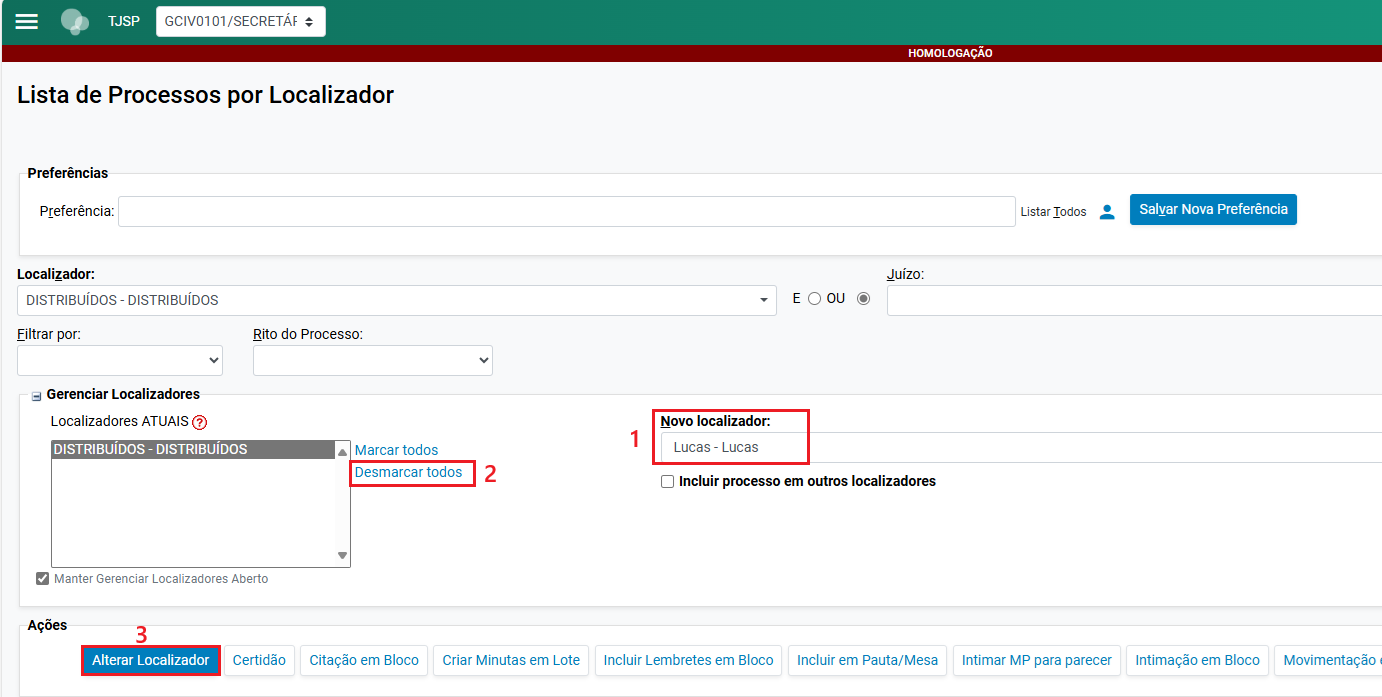 TJSP GCIV0101/SECRETÁF
HOMOLOGAÇÃO
Lista de Processos por Localizador
Preferências
Preferência: Listar Todos Salvar Nova Preferência
Localizador: Juízo:
DISTRIBUÍDOS - DISTRIBUÍDOS E OU
Filtrar por: Rito do Processo:
Gerenciar Localizadores
Localizadores ATUAIS ? Novo localizador:
1
DISTRIBUÍDOS - DISTRIBUÍDOS Marcar todos Lucas - Lucas
Desmarcar todos 2 Incluir processo em outros localizadores
Manter Gerenciar Localizadores Aberto
Ações
3
Alterar Localizador Certidão Citação em Bloco Criar Minutas em Lote Incluir Lembretes em Bloco Incluir em Pauta/Mesa Intimar MP para parecer Intimação em Bloco Movimentação